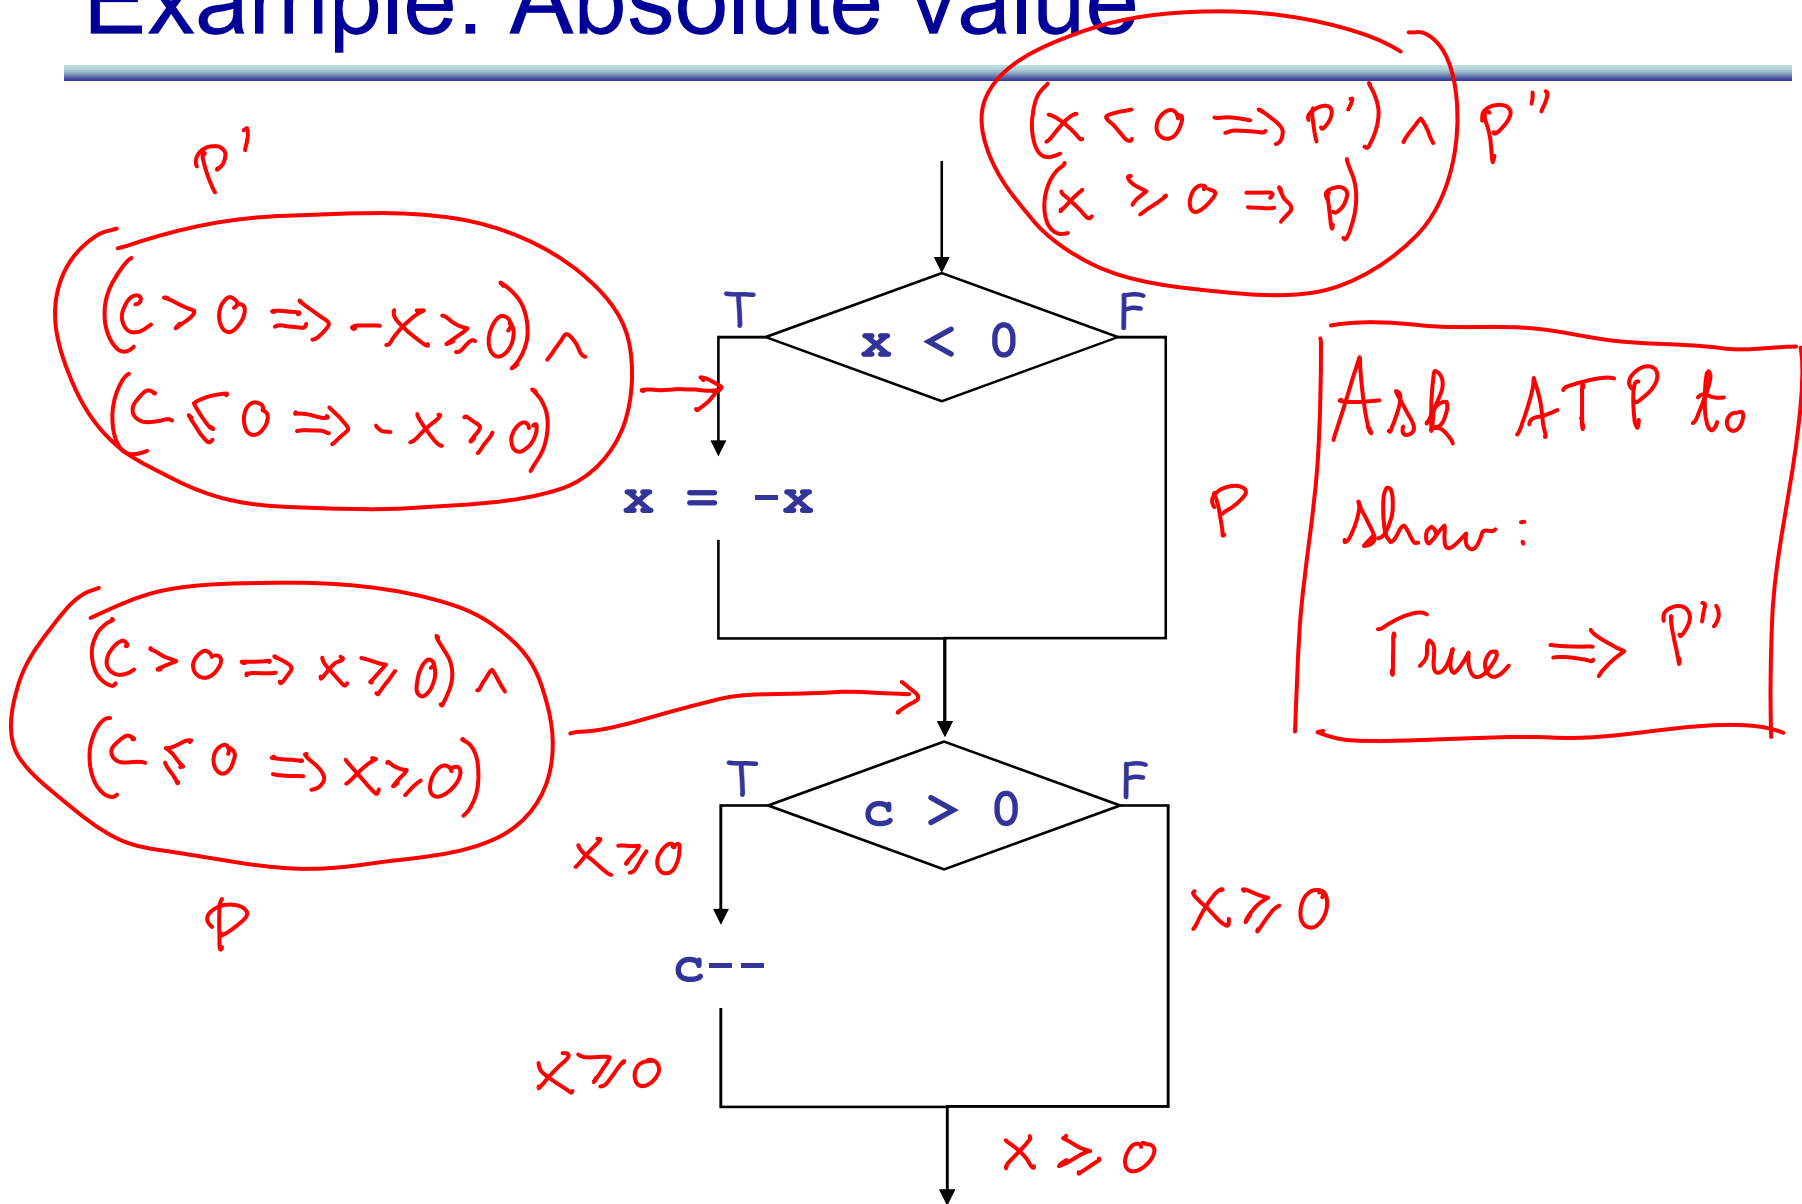 Example: Absolute value
(x < 0 => P') ∧ P''
(x ⩾ 0 => P)
P'
(c > 0 => -x ⩾ 0) ∧
(c ⩽ 0 => -x ⩾ 0)
T
F
x < 0
x = -x
P
Ask ATP to
show:
True => P''
(c > 0 => x ⩾ 0) ∧
(c ⩽ 0 => x ⩾ 0)
P
T
F
c > 0
x ⩾ 0
x ⩾ 0
c--
x ⩾ 0
x ⩾ 0